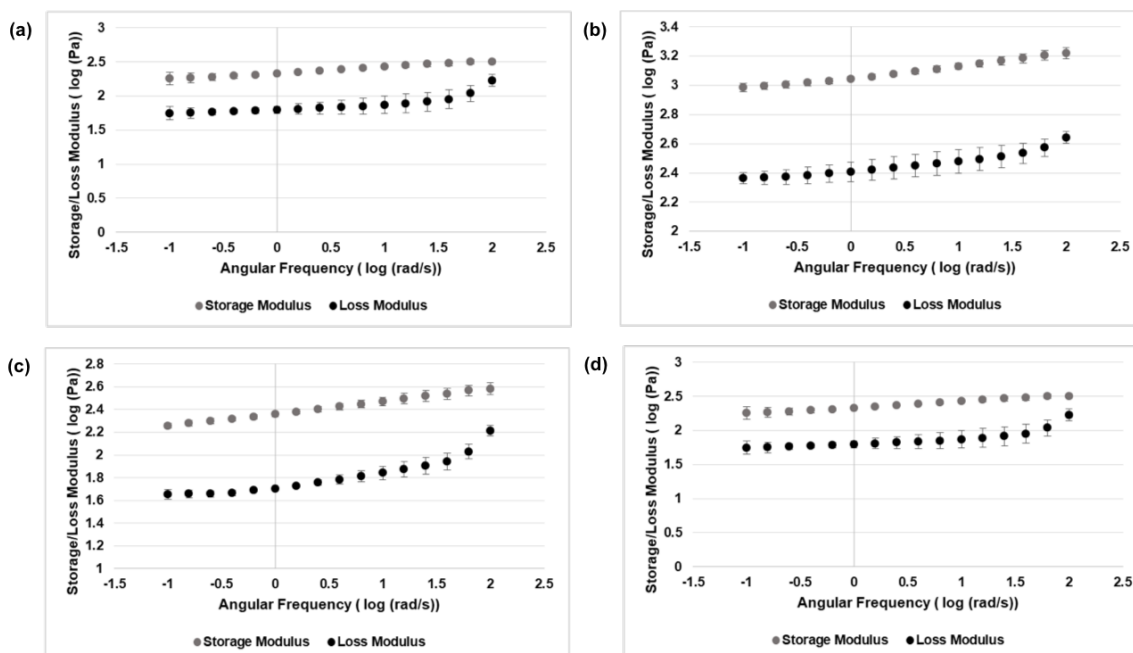 (a)
Storage/Loss Modulus ( log (Pa))
3
2.5
2
1.5
1
0.5
0
-1.5 -1 -0.5 0 0.5 1 1.5 2 2.5
Angular Frequency ( log (rad/s))
Storage Modulus Loss Modulus
(b)
Storage/Loss Modulus ( log (Pa))
3.4
3.2
3
2.8
2.6
2.4
2.2
2
-1.5 -1 -0.5 0 0.5 1 1.5 2 2.5
Angular Frequency ( log (rad/s))
Storage Modulus Loss Modulus
(c)
Storage/Loss Modulus ( log (Pa))
2.8
2.6
2.4
2.2
2
1.8
1.6
1.4
1.2
1
-1.5 -1 -0.5 0 0.5 1 1.5 2 2.5
Angular Frequency ( log (rad/s))
Storage Modulus Loss Modulus
(d)
Storage/Loss Modulus ( log (Pa))
3
2.5
2
1.5
1
0.5
0
-1.5 -1 -0.5 0 0.5 1 1.5 2 2.5
Angular Frequency ( log (rad/s))
Storage Modulus Loss Modulus